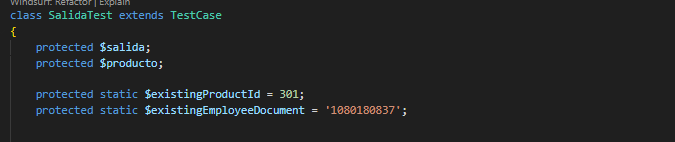 Windsurf: Refactor | Explain
class SalidaTest extends TestCase
{
protected $salida;
protected $producto;
protected static $existingProductId = 301;
protected static $existingEmployeeDocument = '1080180837';